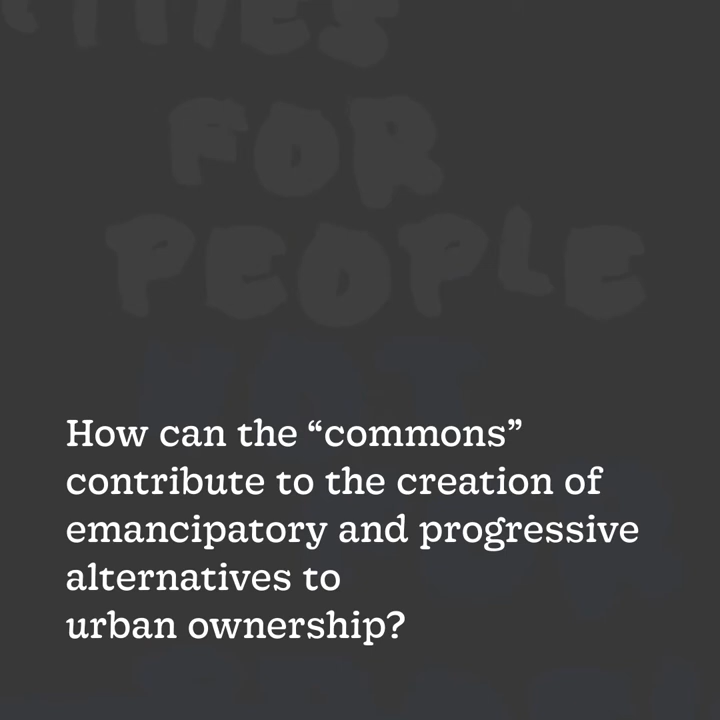 FOR
PEOPLE
How can the “commons”
contribute to the creation of
emancipatory and progressive
alternatives to
urban ownership?